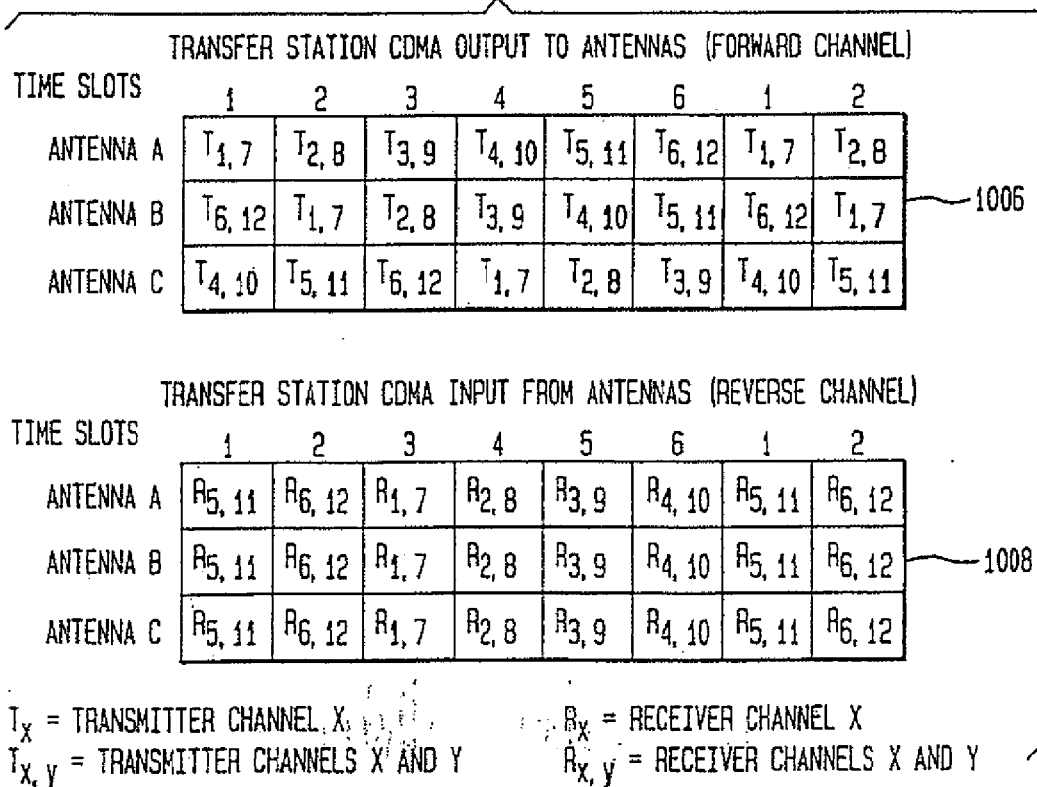 TRANSFER STATION CDMA OUTPUT TO ANTENNAS (FORWARD CHANNEL)
TIME SLOTS 1 2 3 4 5 6 1 2
ANTENNA A T1, 7 T2, 8 T3, 9 T4, 10 T5, 11 T6, 12 T1, 7 T2, 8
ANTENNA B T6, 12 T1, 7 T2, 8 T3, 9 T4, 10 T5, 11 T6, 12 T1, 7 1006
ANTENNA C T4, 10 T5, 11 T6, 12 T1, 7 T2, 8 T3, 9 T4, 10 T5, 11
TRANSFER STATION CDMA INPUT FROM ANTENNAS (REVERSE CHANNEL)
TIME SLOTS 1 2 3 4 5 6 1 2
ANTENNA A R5, 11 R6, 12 R1, 7 R2, 8 R3, 9 R4, 10 R5, 11 R6, 12
ANTENNA B R5, 11 R6, 12 R1, 7 R2, 8 R3, 9 R4, 10 R5, 11 R6, 12 1008
ANTENNA C R5, 11 R6, 12 R1, 7 R2, 8 R3, 9 R4, 10 R5, 11 R6, 12
TX = TRANSMITTER CHANNEL X RX = RECEIVER CHANNEL X
TX, y = TRANSMITTER CHANNELS X AND Y RX, y = RECEIVER CHANNELS X AND Y